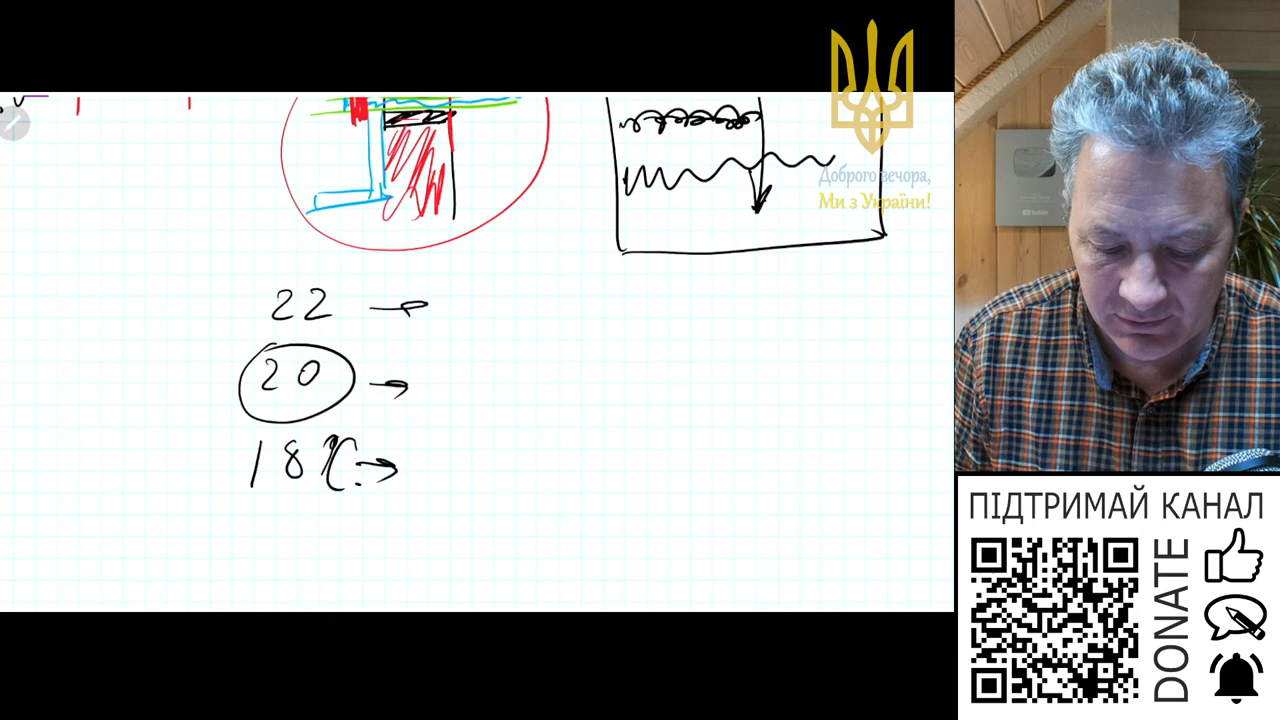 Доброго вечора,
Ми з України!
22 →
20 →
18 °C →
ПІДТРИМАЙ КАНАЛ
DONATE